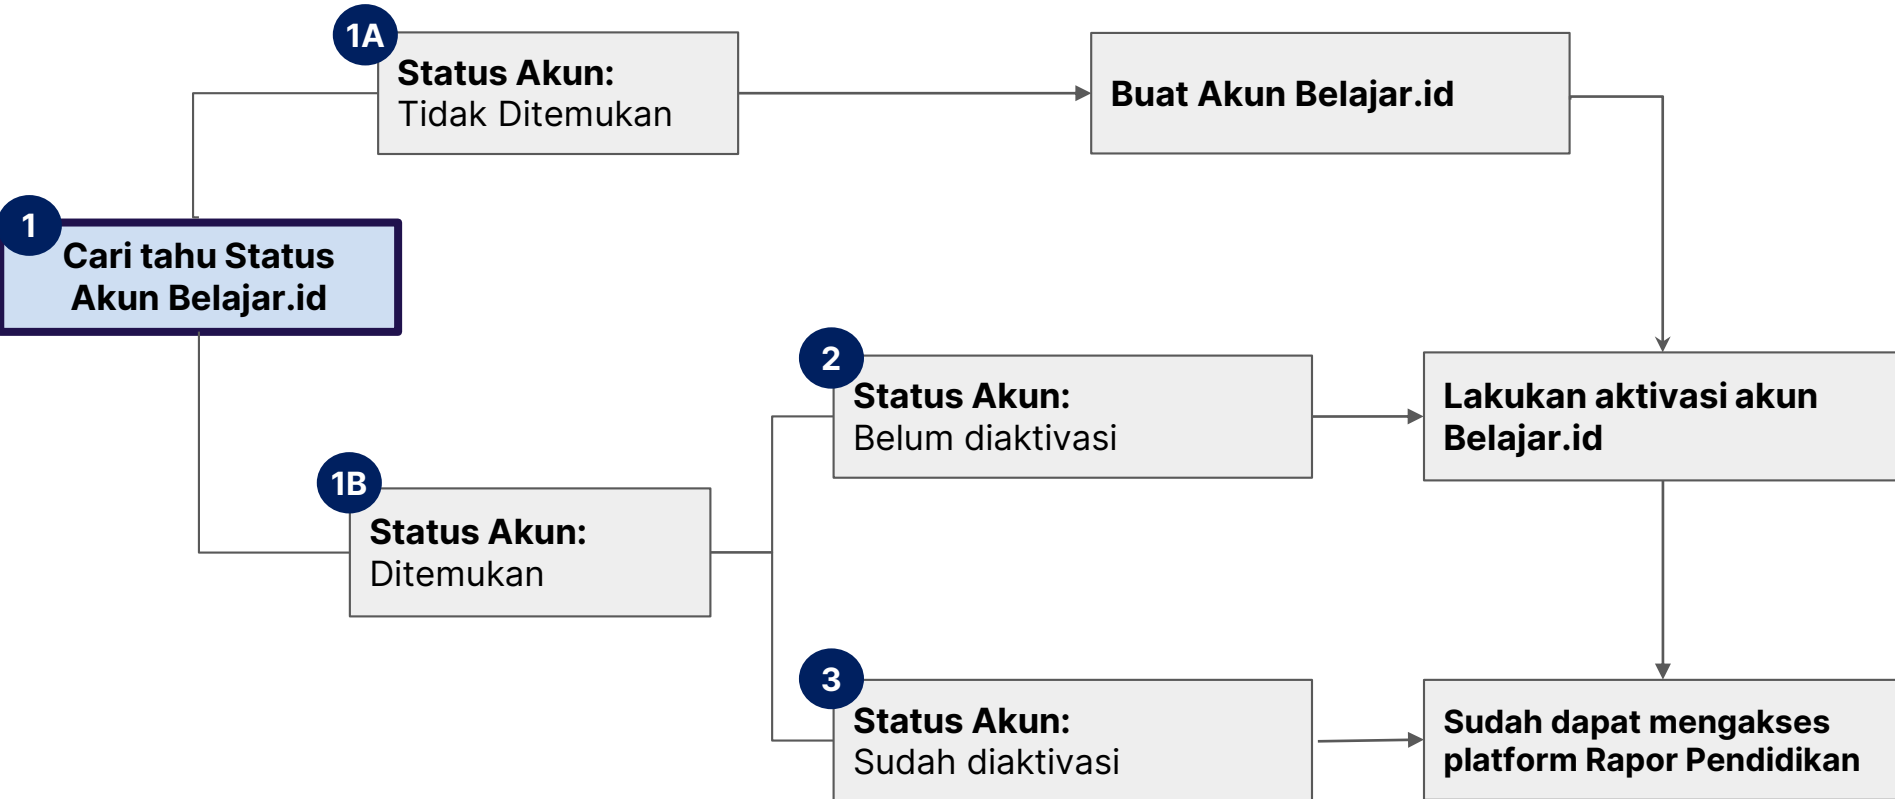 1A
Status Akun:
Tidak Ditemukan
Buat Akun Belajar.id
1
Cari tahu Status
Akun Belajar.id
2
Status Akun:
Belum diaktivasi
Lakukan aktivasi akun
Belajar.id
1B
Status Akun:
Ditemukan
3
Status Akun:
Sudah diaktivasi
Sudah dapat mengakses
platform Rapor Pendidikan